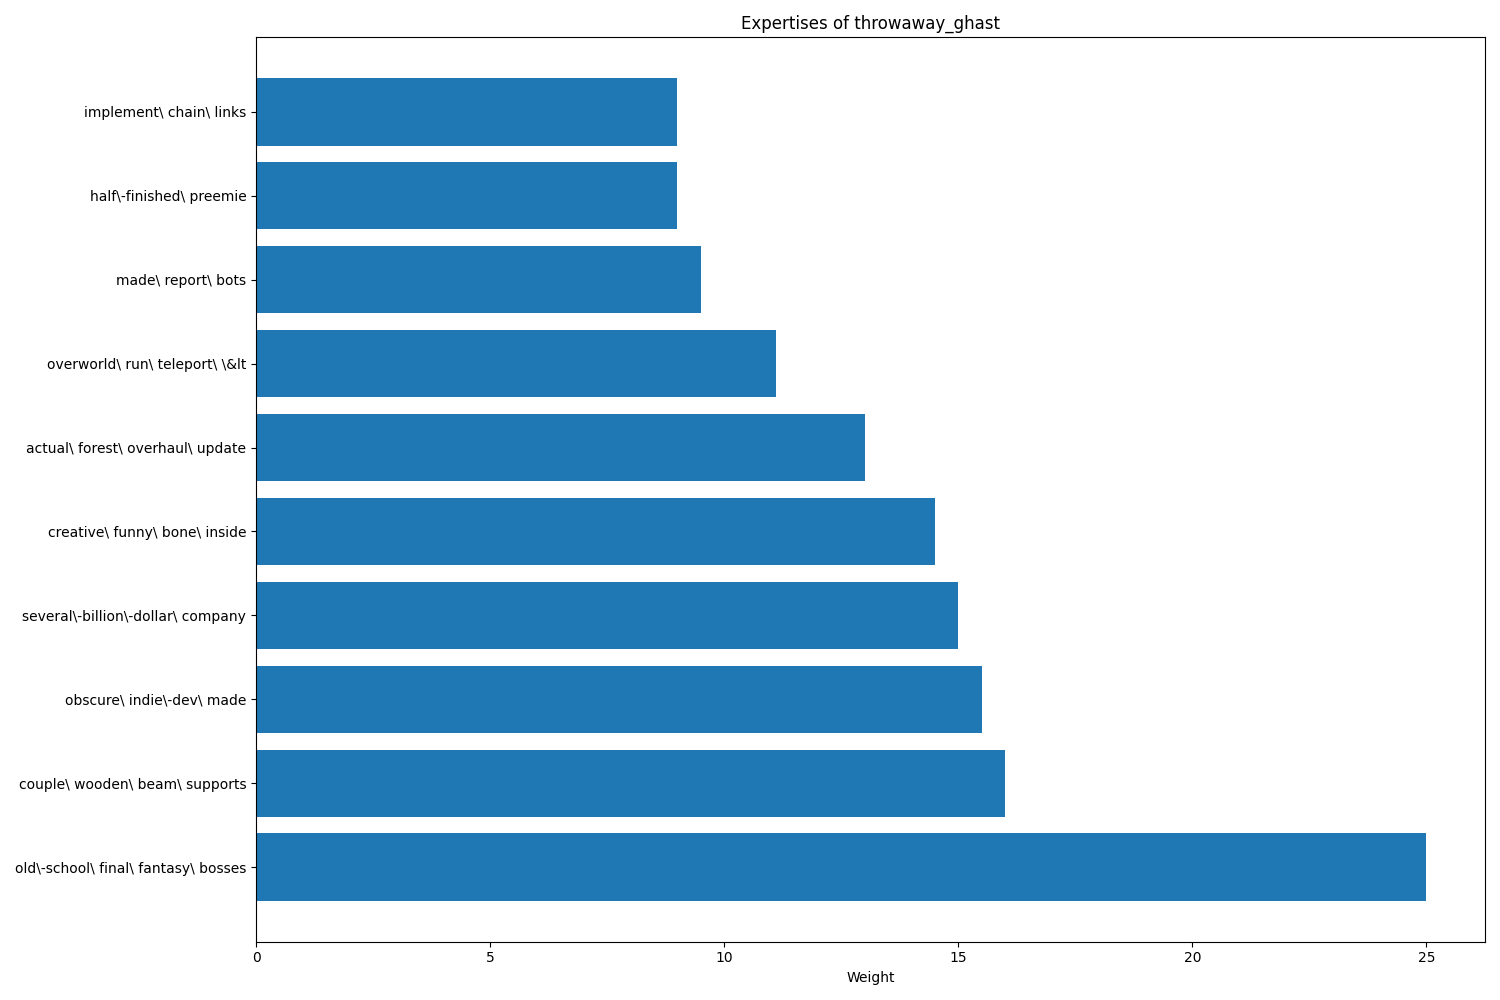 Expertises of throwaway_ghast
implement\ chain\ links
half\-finished\ preemie
made\ report\ bots
overworld\ run\ teleport\ \&lt
actual\ forest\ overhaul\ update
creative\ funny\ bone\ inside
several\-billion\-dollar\ company
obscure\ indie\-dev\ made
couple\ wooden\ beam\ supports
old\-school\ final\ fantasy\ bosses
0 5 10 15 20 25
Weight